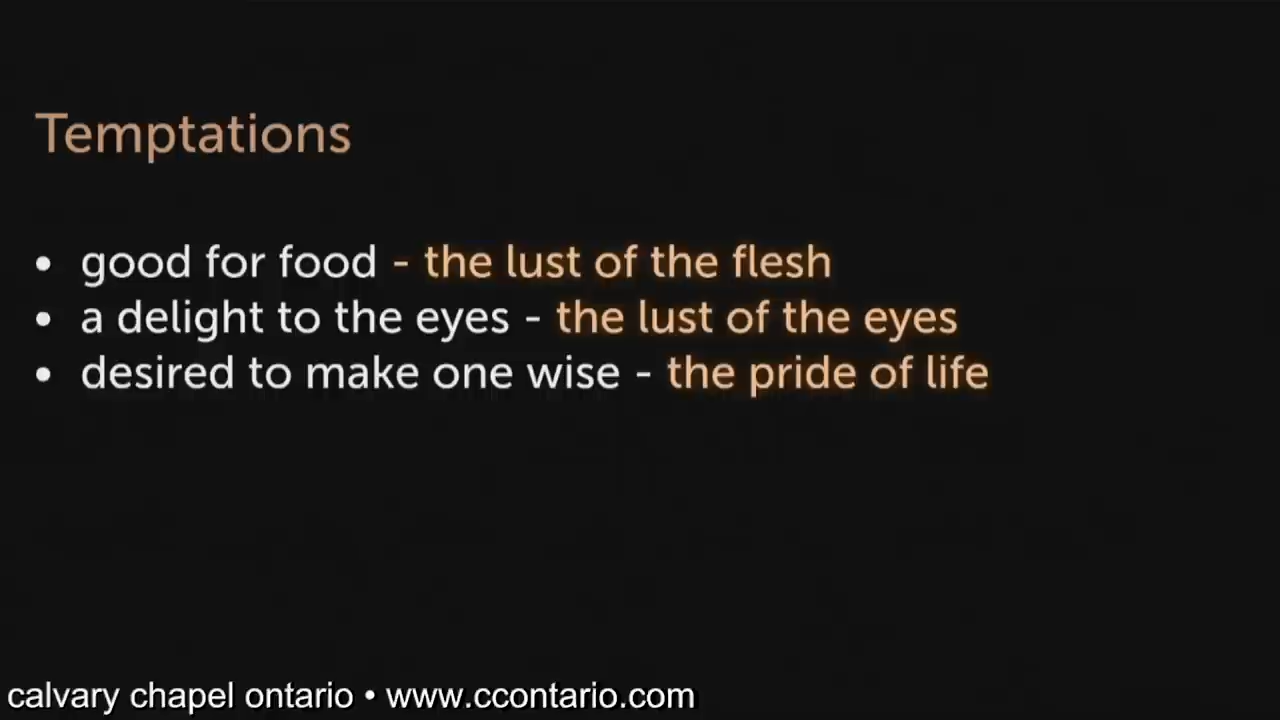 Temptations
• good for food - the lust of the flesh
• a delight to the eyes - the lust of the eyes
• desired to make one wise - the pride of life
calvary chapel ontario • www.ccontario.com